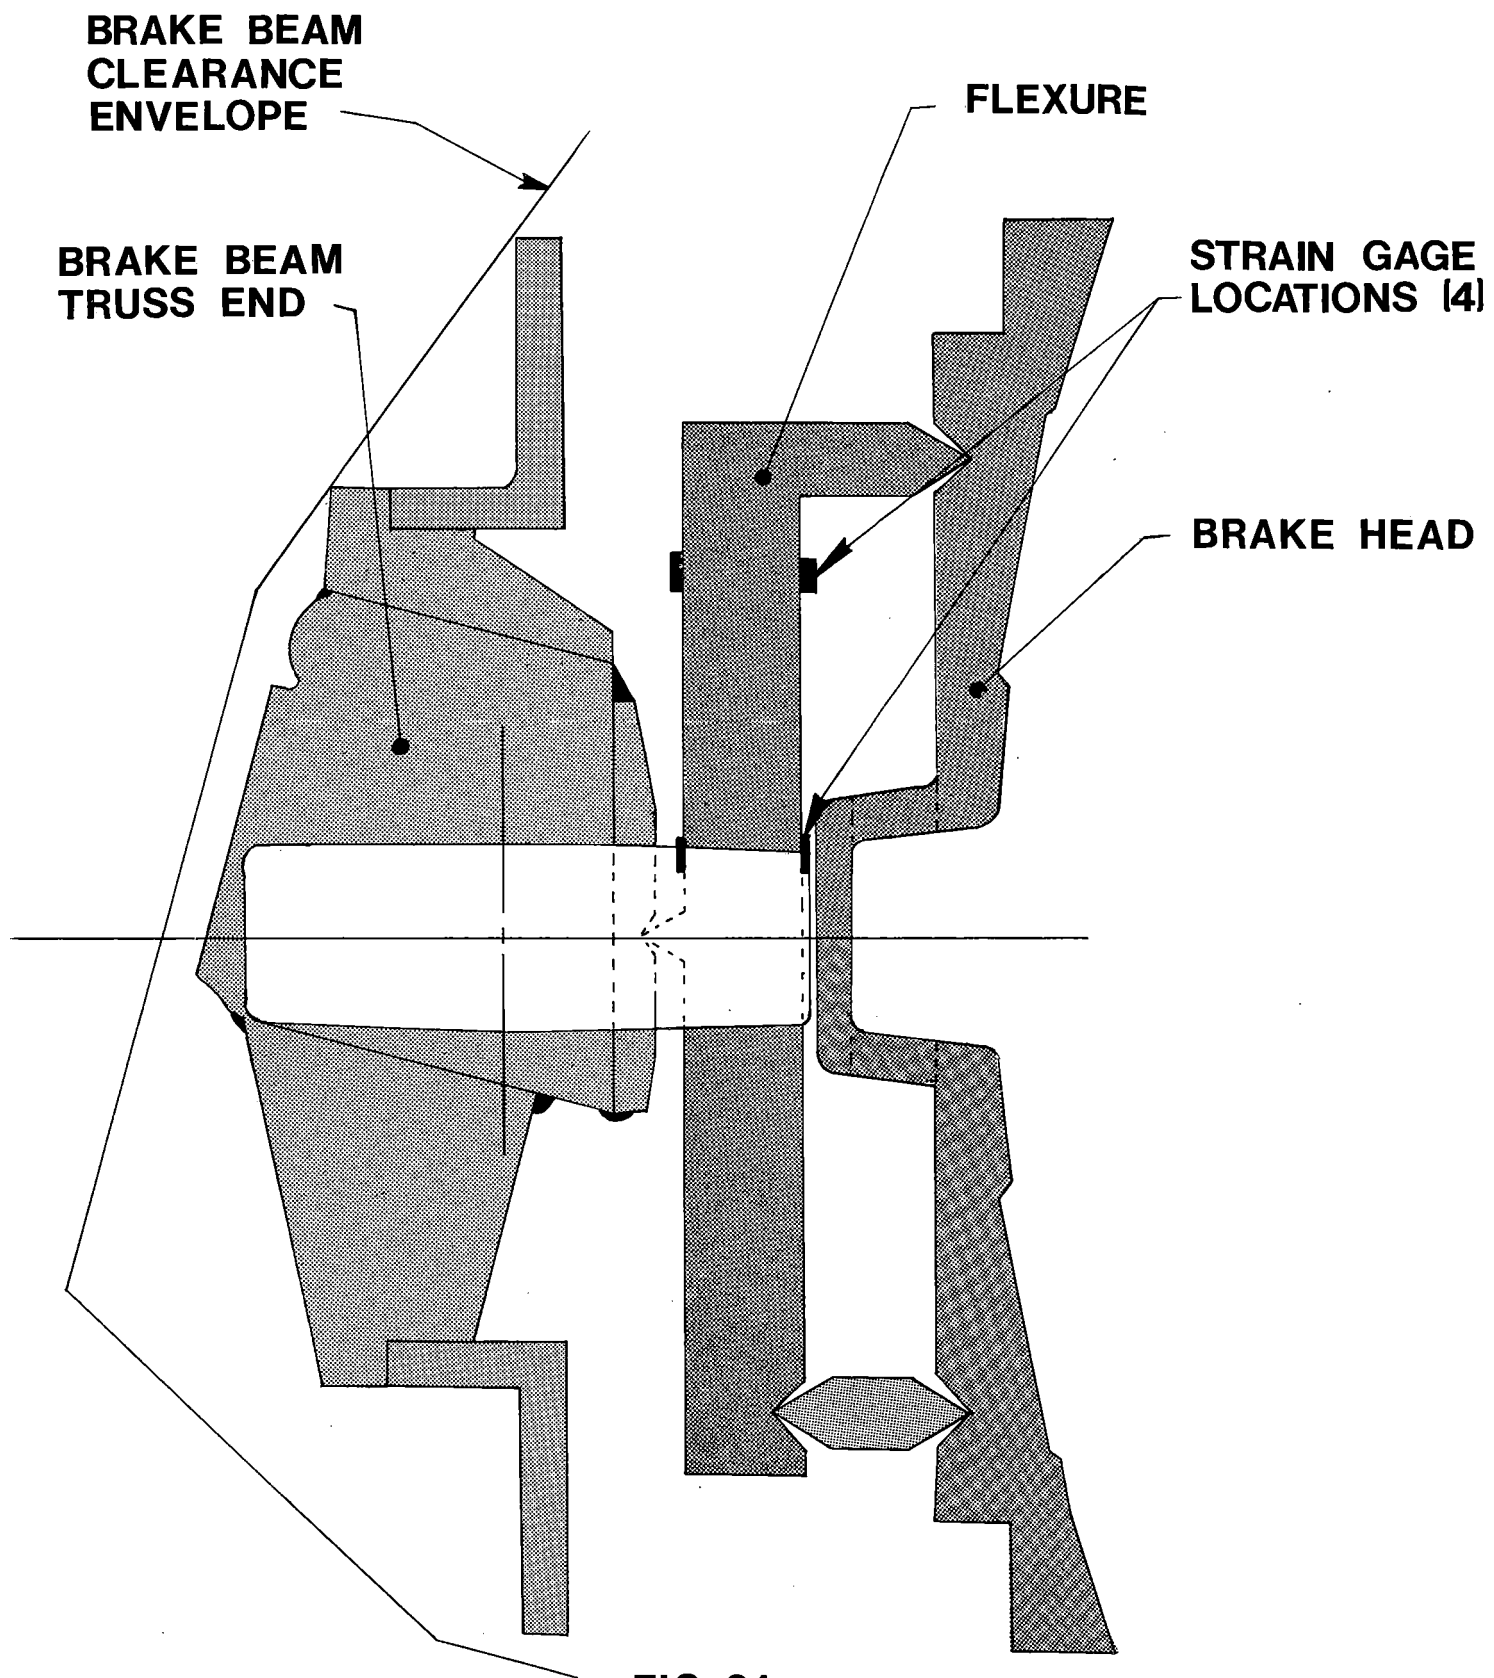 BRAKE BEAM
CLEARANCE
ENVELOPE
FLEXURE
BRAKE BEAM
TRUSS END
STRAIN GAGE
LOCATIONS (4)
BRAKE HEAD